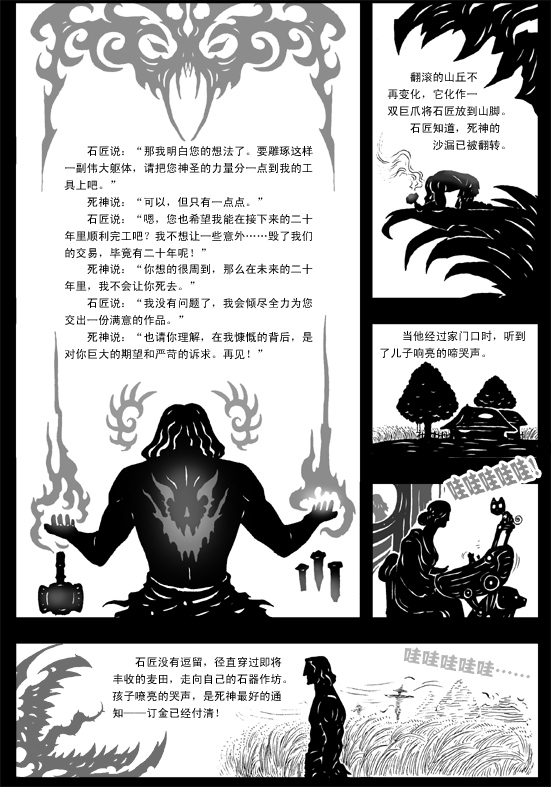 石匠说：“那我明白您的想法了。要雕琢这样
一副伟大躯体，请把您神圣的力量分一点到我的工
具上吧。”
死神说：“可以，但只有一点点。”
石匠说：“嗯，您也希望我能在接下来的二十
年里顺利完工吧？我不想让一些意外……毁了我们
的交易，毕竟有二十年呢！”
死神说：“你想的很周到，那么在未来的二十
年里，我不会让你死去。”
石匠说：“我没有问题了，我会倾尽全力为您
交出一份满意的作品。”
死神说：“也请你理解，在我慷慨的背后，是
对你巨大的期望和严苛的诉求。再见！”
翻滚的山丘不
再变化，它化作一
双巨爪将石匠放到山脚。
石匠知道，死神的
沙漏已被翻转。
当他经过家门口时，听到
了儿子响亮的啼哭声。
哇哇哇哇哇！
石匠没有逗留，径直穿过即将
丰收的麦田，走向自己的石器作坊。
孩子嘹亮的哭声，是死神最好的通
知——订金已经付清！
哇哇哇哇哇……